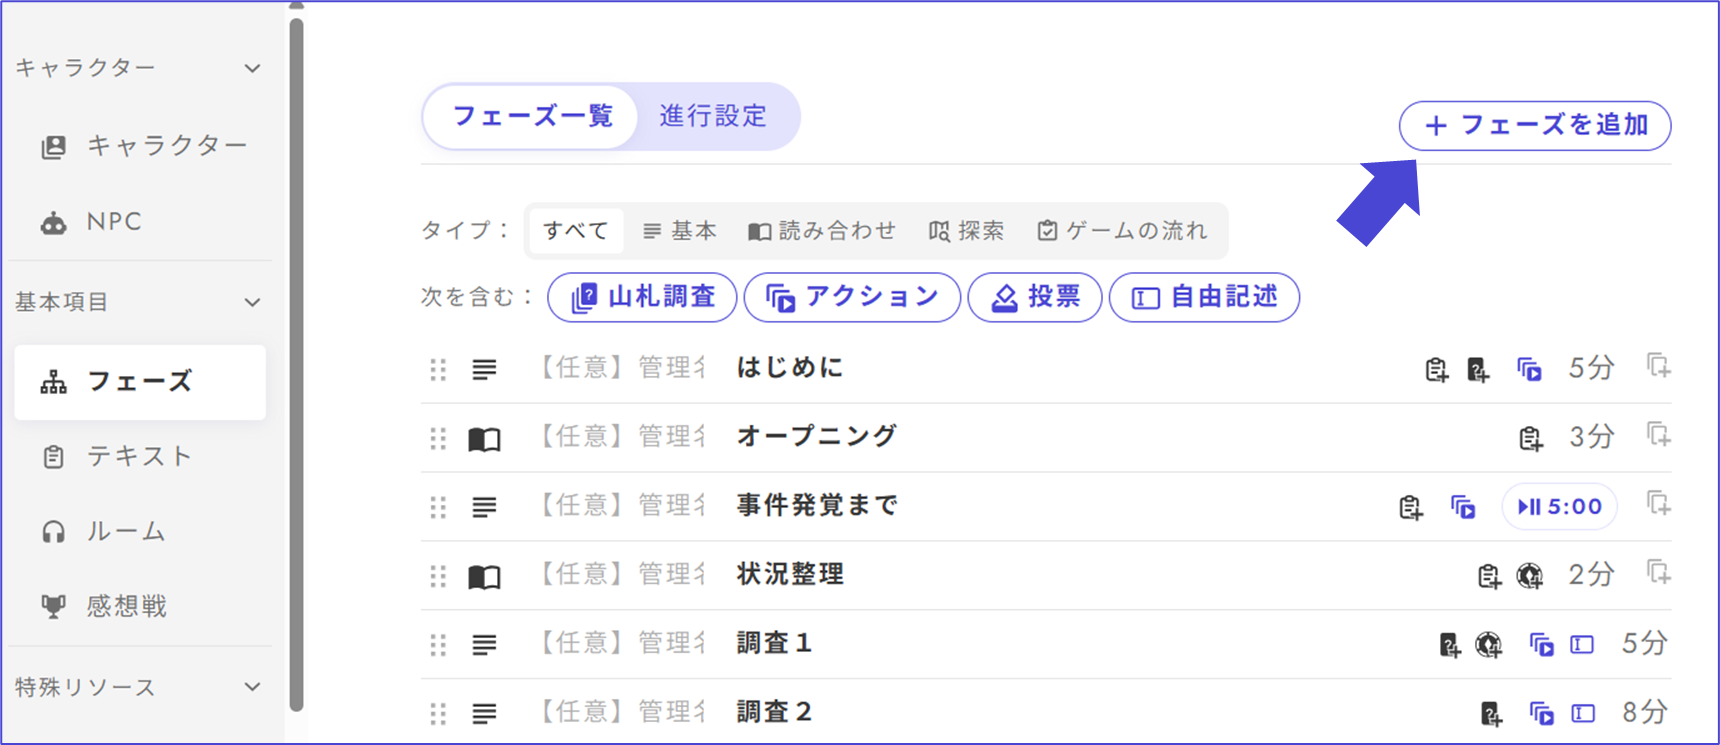 キャラクター
キャラクター
NPC
基本項目
フェーズ
テキスト
ルーム
感想戦
特殊リソース
フェーズ一覧 進行設定
+ フェーズを追加
タイプ： すべて 基本 読み合わせ 探索 ゲームの流れ
次を含む： 山札調査 アクション 投票 自由記述
【任意】管理名 はじめに 5分
【任意】管理名 オープニング 3分
【任意】管理名 事件発覚まで 5:00
【任意】管理名 状況整理 2分
【任意】管理名 調査１ 5分
【任意】管理名 調査２ 8分